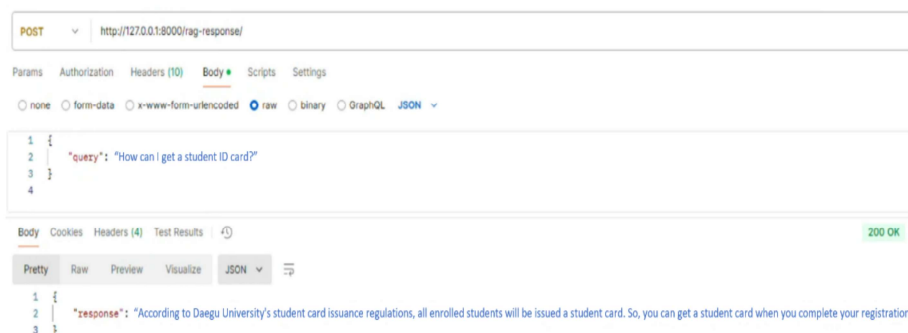 POST http://127.0.0.1:8000/rag-response/
Params Authorization Headers (10) Body Scripts Settings
none form-data x-www-form-urlencoded raw binary GraphQL JSON
1 {
2 "query": “How can I get a student ID card?”
3 }
4
Body Cookies Headers (4) Test Results 200 OK
Pretty Raw Preview Visualize JSON
1 {
2 "response": “According to Daegu University's student card issuance regulations, all enrolled students will be issued a student card. So, you can get a student card when you complete your registration
3 }